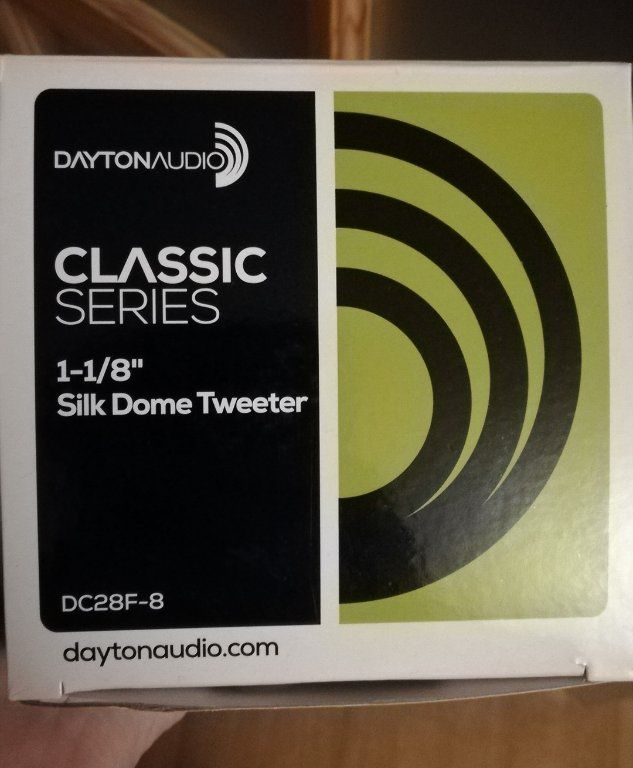 DAYTONAUDIO
CLASSIC
SERIES
1-1/8"
Silk Dome Tweeter
DC28F-8
daytonaudio.com